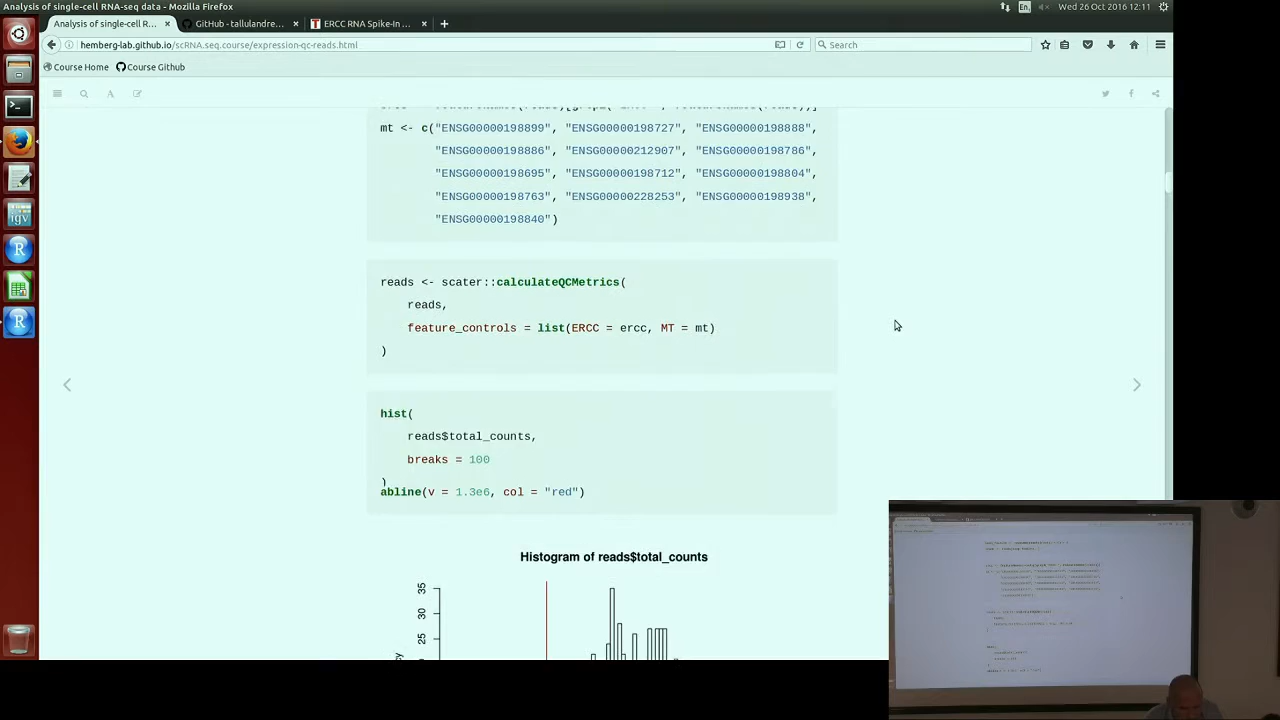 Analysis of single-cell RNA-seq data - Mozilla Firefox
En
Wed 26 Oct 2016 12:11
Analysis of single-cell R...
GitHub - tallulandre...
ERCC RNA Spike-In ...
hemberg-lab.github.io/scRNA.seq.course/expression-qc-reads.html
Search
Course Home
Course Github
mt <- c("ENSG00000198899", "ENSG00000198727", "ENSG00000198888",
"ENSG00000198886", "ENSG00000212907", "ENSG00000198786",
"ENSG00000198695", "ENSG00000198712", "ENSG00000198804",
"ENSG00000198763", "ENSG00000228253", "ENSG00000198938",
"ENSG00000198840")
reads <- scater::calculateQCMetrics(
reads,
feature_controls = list(ERCC = ercc, MT = mt)
)
hist(
reads$total_counts,
breaks = 100
)
abline(v = 1.3e6, col = "red")
Histogram of reads$total_counts
35
30
25
igv
R
R